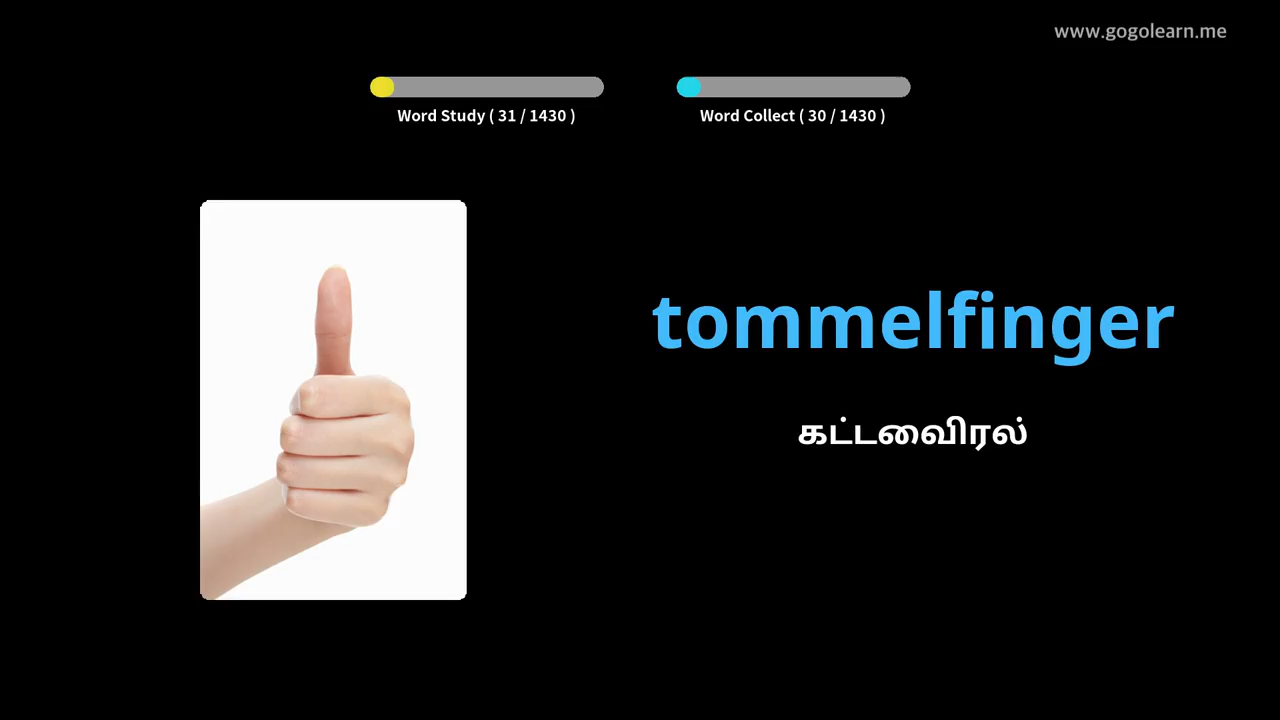 www.gogolearn.me
Word Study ( 31 / 1430 )
Word Collect ( 30 / 1430 )
tommelfinger
கட்டைவிரல்